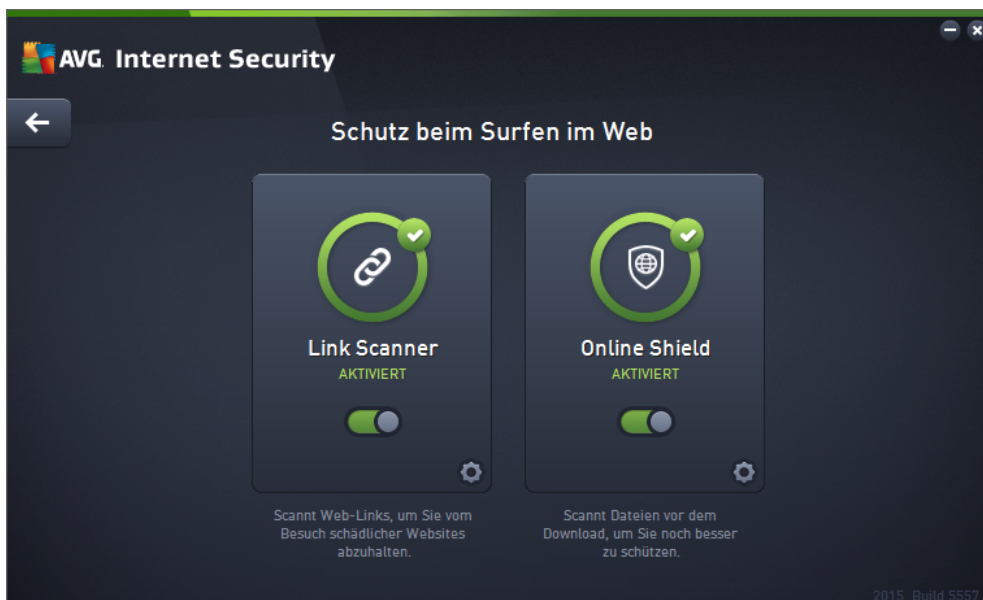 AVG. Internet Security
Schutz beim Surfen im Web
Link Scanner
AKTIVIERT
Scannt Web-Links, um Sie vom
Besuch schädlicher Websites
abzuhalten.
Online Shield
AKTIVIERT
Scannt Dateien vor dem
Download, um Sie noch besser
zu schützen.
2015 Build 5557